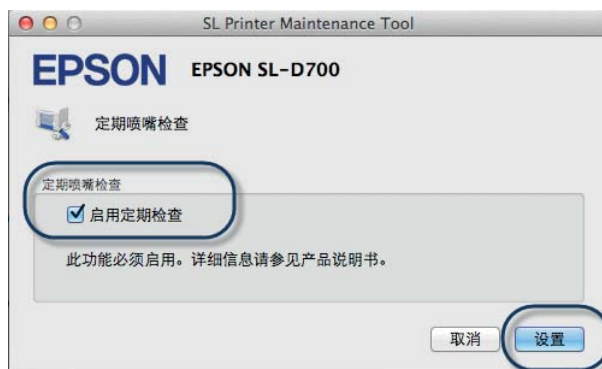 SL Printer Maintenance Tool
EPSON EPSON SL-D700
定期喷嘴检查
定期喷嘴检查
启用定期检查
此功能必须启用。详细信息请参见产品说明书。
取消 设置